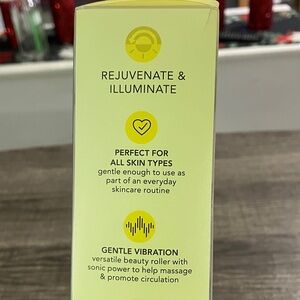 REJUVENATE &
ILLUMINATE
PERFECT FOR
ALL SKIN TYPES
gentle enough to use as
part of an everyday
skincare routine
GENTLE VIBRATION
versatile beauty roller with
sonic power to help massage
& promote circulation